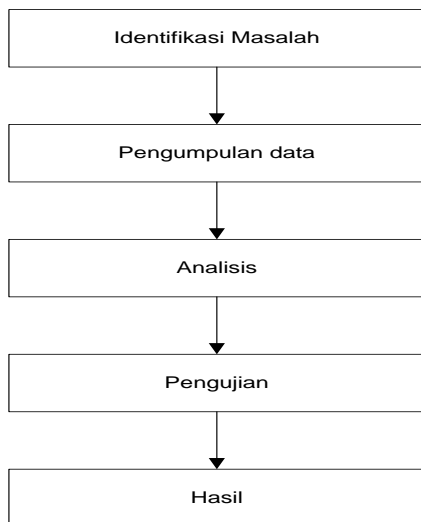 Identifikasi Masalah
Pengumpulan data
Analisis
Pengujian
Hasil